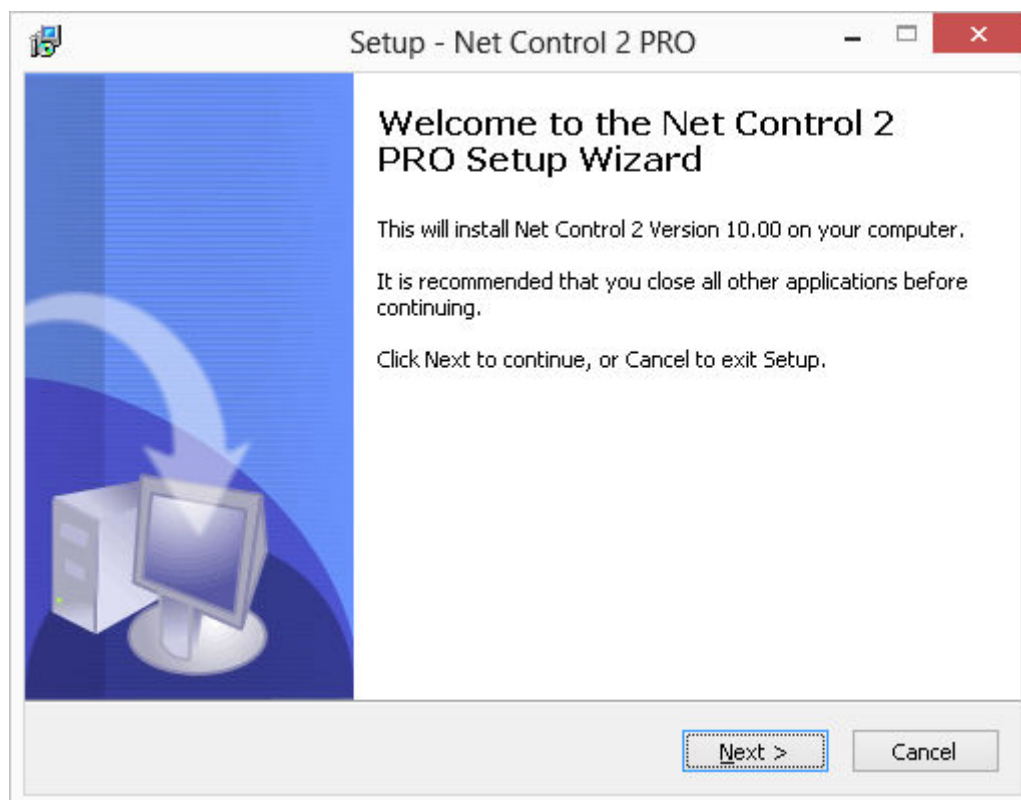 Setup - Net Control 2 PRO
Welcome to the Net Control 2
PRO Setup Wizard
This will install Net Control 2 Version 10.00 on your computer.
It is recommended that you close all other applications before
continuing.
Click Next to continue, or Cancel to exit Setup.
Next >
Cancel